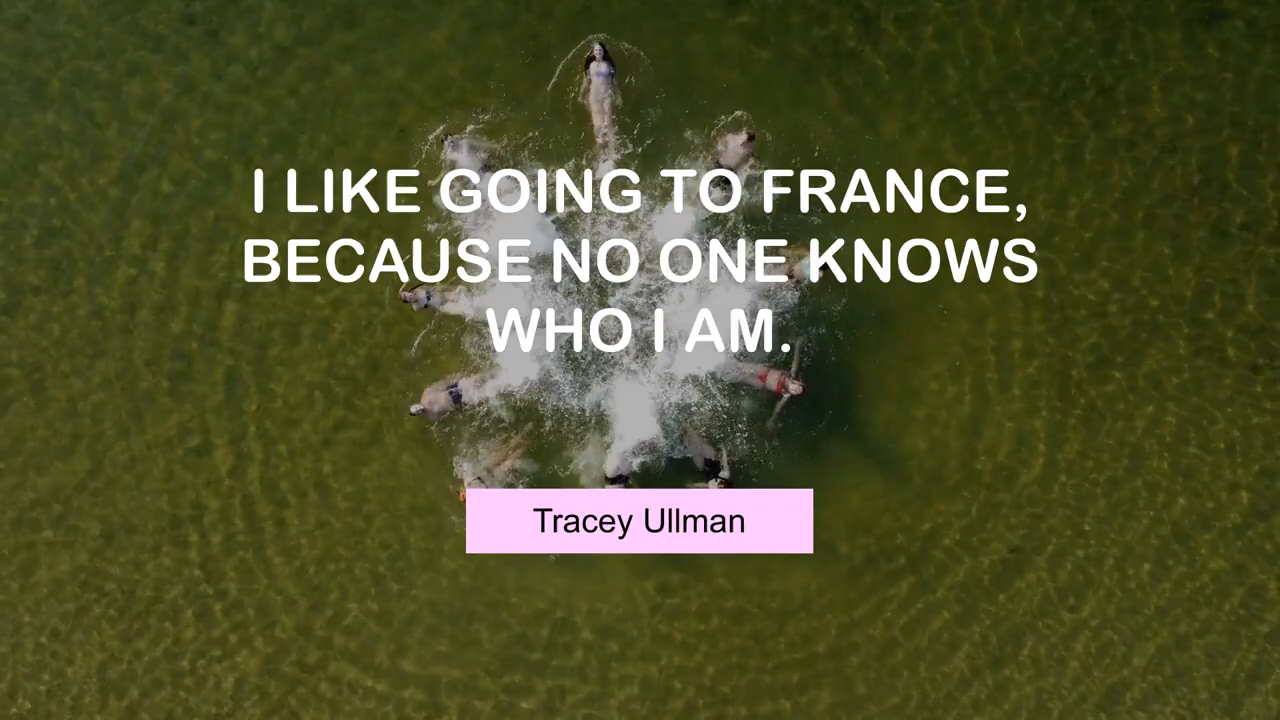 I LIKE GOING TO FRANCE,
BECAUSE NO ONE KNOWS
WHO I AM.
Tracey Ullman